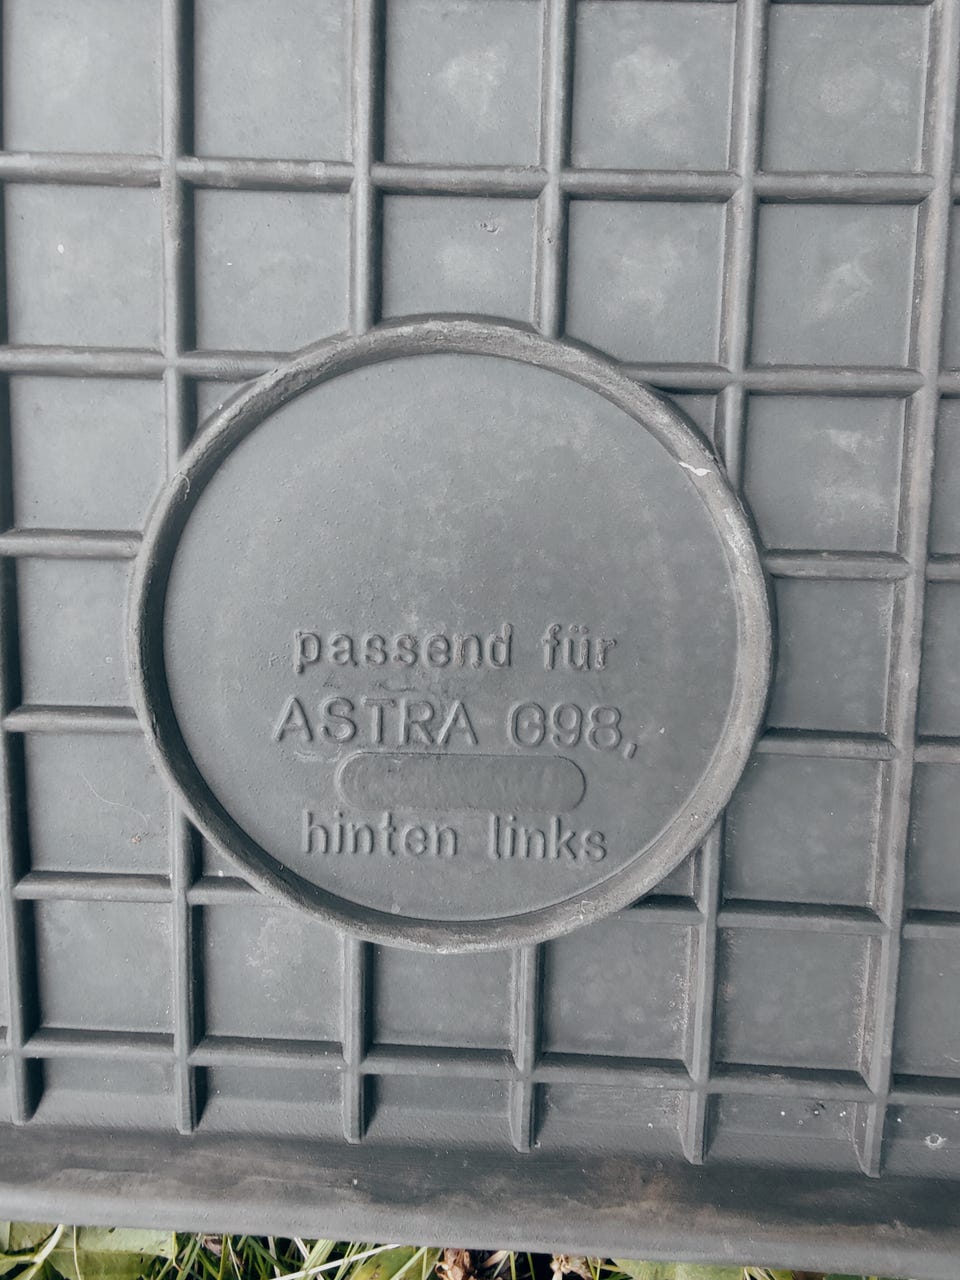 passend für
ASTRA G98,
hinten links